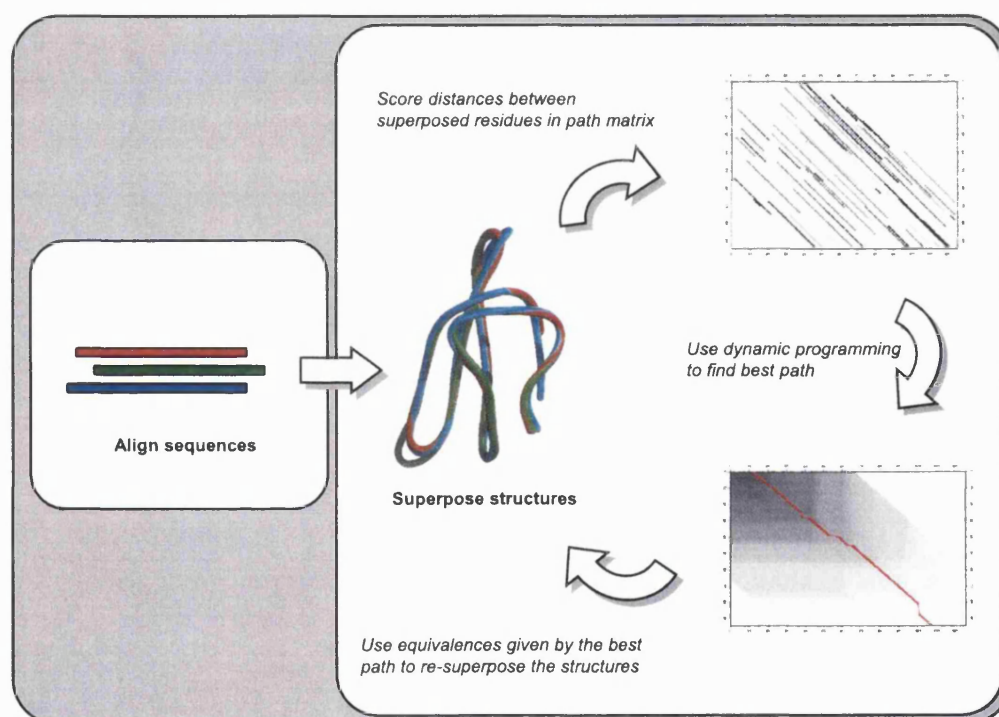 Score distances between
superposed residues in path matrix
Use dynamic programming
to find best path
Align sequences
Superpose structures
Use equivalences given by the best
path to re-superpose the structures